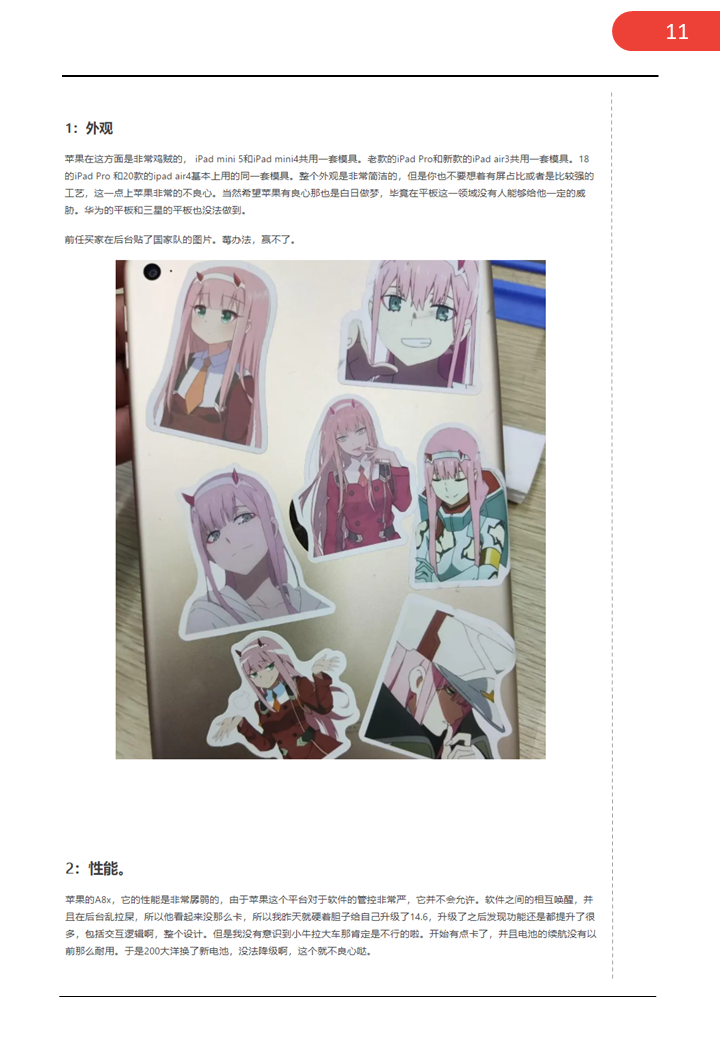 11
1：外观
苹果在这方面是非常鸡贼的， iPad mini 5和iPad mini4共用一套模具。老款的iPad Pro和新款的iPad air3共用一套模具。18
的iPad Pro 和20款的ipad air4基本上用的同一套模具。整个外观是非常简洁的，但是你也不要想着有屏占比或者是比较强的
工艺，这一点上苹果非常的不良心。当然希望苹果有良心那也是白日做梦，毕竟在平板这一领域没有人能够给他一定的威
胁。华为的平板和三星的平板也没法做到。
前任买家在后台贴了国家队的图片。莓办法，羸不了。
2：性能。
苹果的A8x，它的性能是非常孱弱的，由于苹果这个平台对于软件的管控非常严，它并不会允许。软件之间的相互唤醒，并
且在后台乱拉屎，所以他看起来没那么卡，所以我昨天就硬着胆子给自己升级了14.6，升级了之后发现功能还是都提升了很
多，包括交互逻辑啊，整个设计。但是我没有意识到小牛拉大车那肯定是不行的啦。开始有点卡了，并且电池的续航没有以
前那么耐用。于是200大洋换了新电池，没法降级啊，这个就不良心哒。